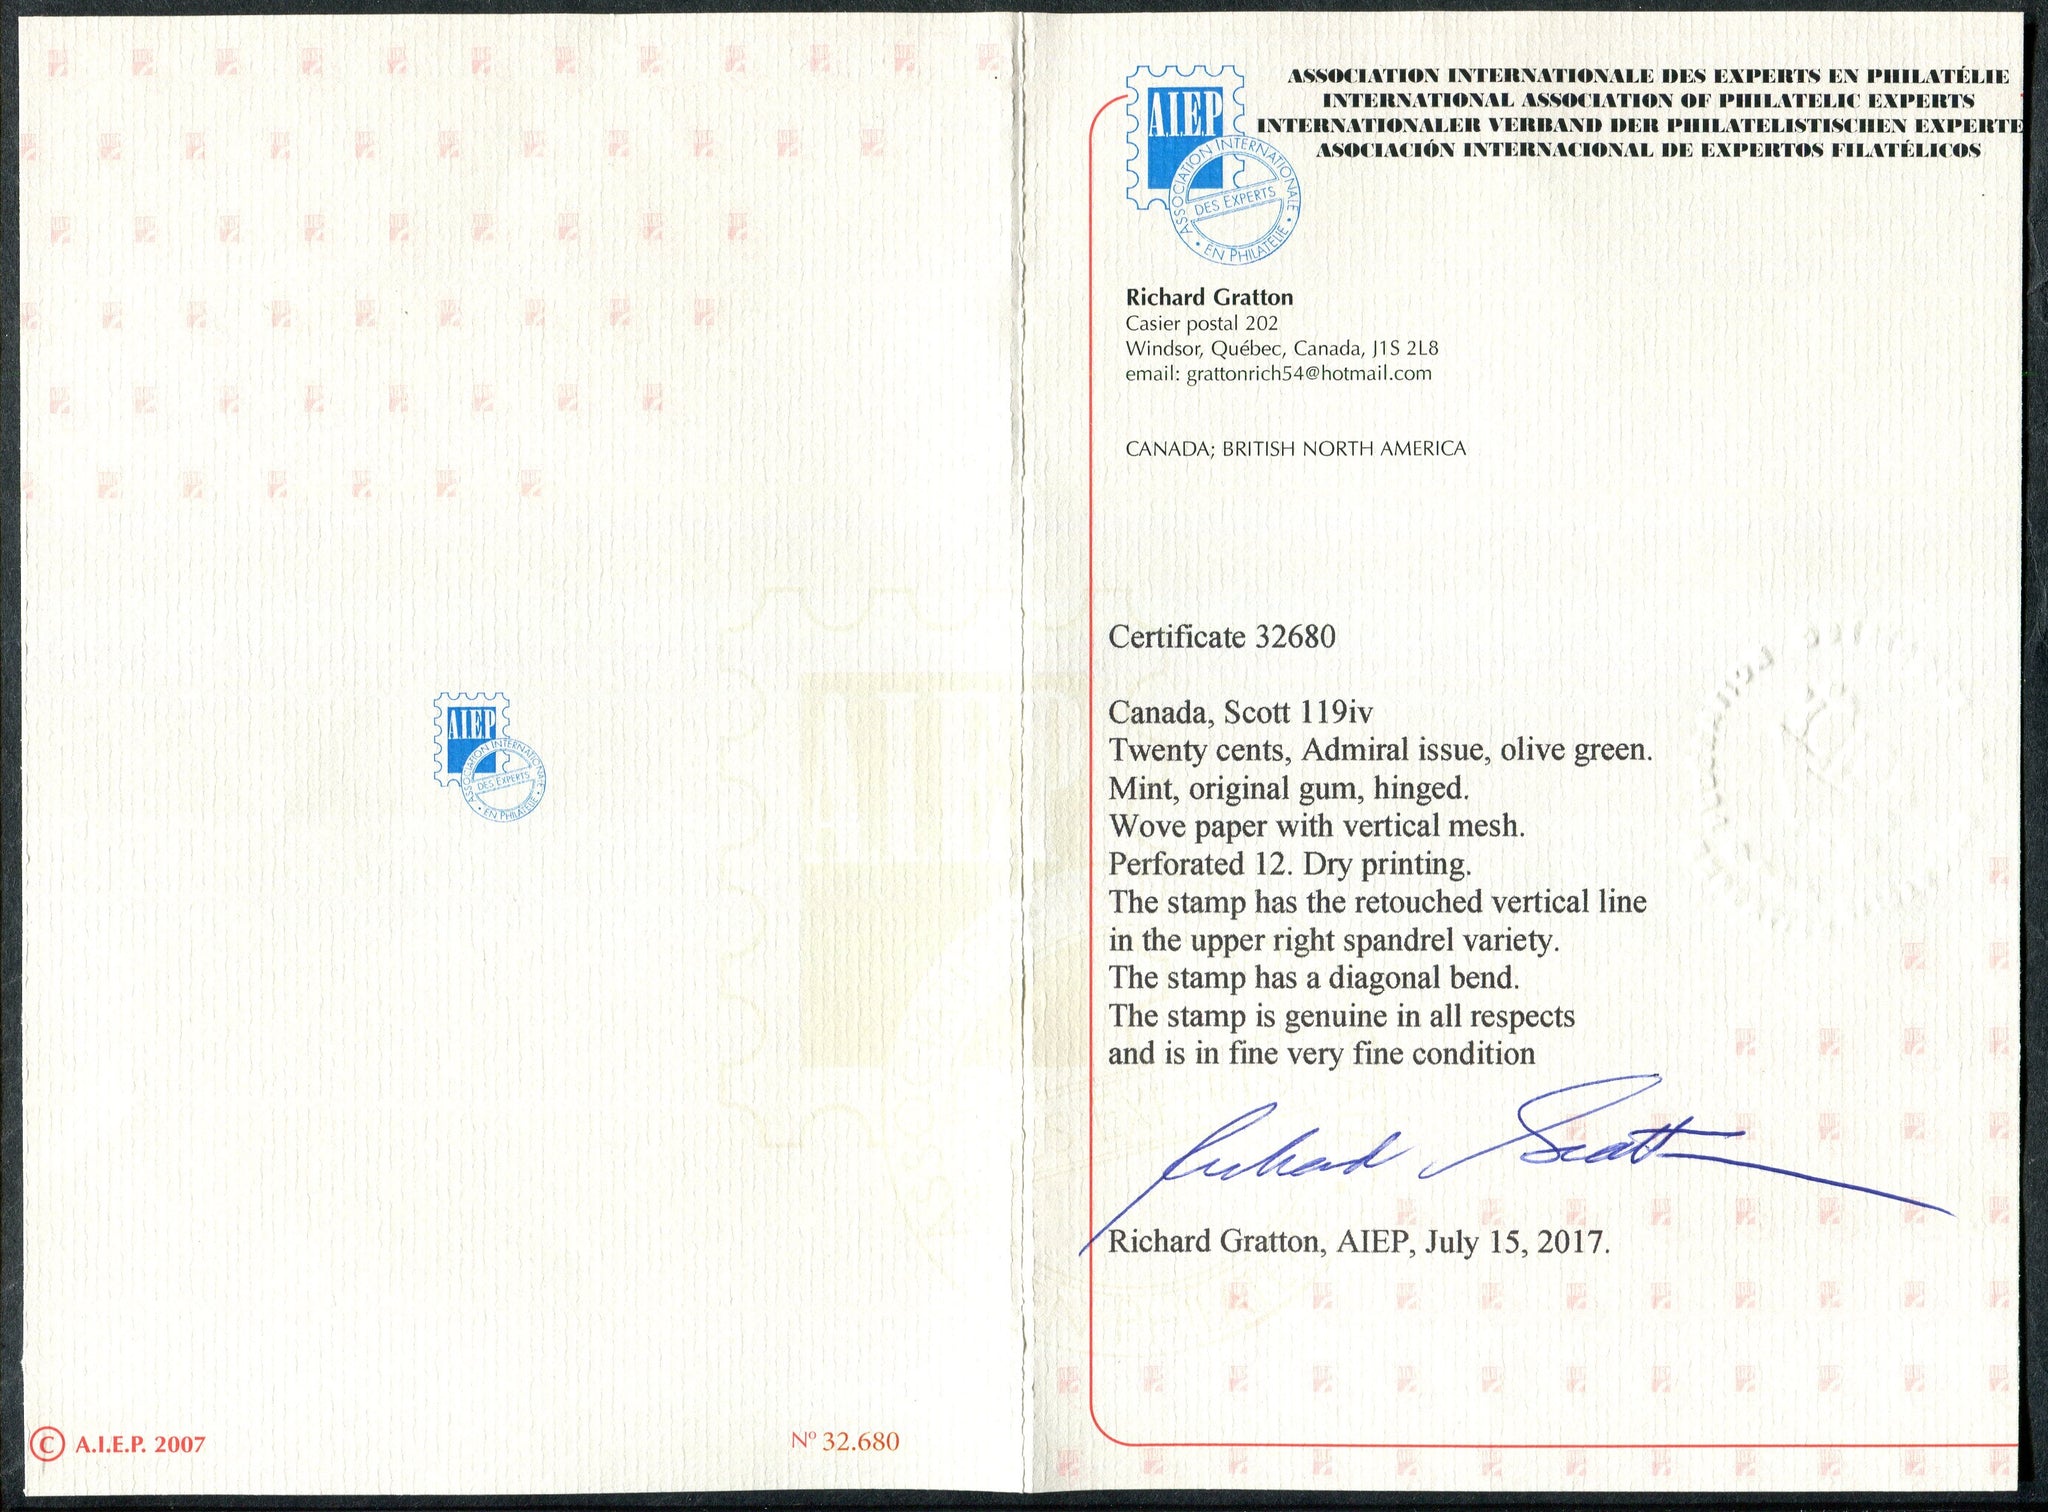 A.I.E.P
ASSOCIATION INTERNATIONALE
DES EXPERTS
EN PHILATÉLIE
© A.I.E.P. 2007
Nº 32.680
A.I.E.P
ASSOCIATION INTERNATIONALE
DES EXPERTS
EN PHILATÉLIE
ASSOCIATION INTERNATIONALE DES EXPERTS EN PHILATÉLIE
INTERNATIONAL ASSOCIATION OF PHILATELIC EXPERTS
INTERNATIONALER VERBAND DER PHILATELISTISCHEN EXPERTE
ASOCIACIÓN INTERNACIONAL DE EXPERTOS FILATÉLICOS
Richard Gratton
Casier postal 202
Windsor, Québec, Canada, J1S 2L8
email: grattonrich54@hotmail.com
CANADA; BRITISH NORTH AMERICA
Certificate 32680
Canada, Scott 119iv
Twenty cents, Admiral issue, olive green.
Mint, original gum, hinged.
Wove paper with vertical mesh.
Perforated 12. Dry printing.
The stamp has the retouched vertical line
in the upper right spandrel variety.
The stamp has a diagonal bend.
The stamp is genuine in all respects
and is in fine very fine condition
Richard Gratton
Richard Gratton, AIEP, July 15, 2017.